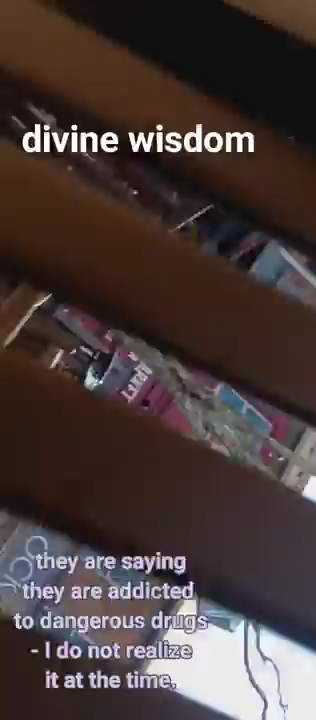 divine wisdom
they are saying
they are addicted
to dangerous drugs
- I do not realize
it at the time.